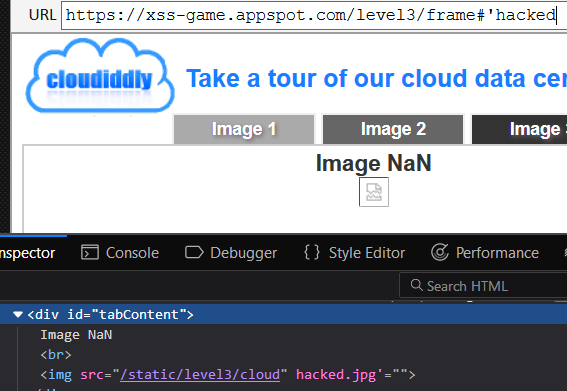 URL https://xss-game.appspot.com/level3/frame#'hacked
cloudiddly
Take a tour of our cloud data cen
Image 1 Image 2 Image 3
Image NaN
nspector Console Debugger { } Style Editor Performance
Search HTML
<div id="tabContent">
Image NaN
<br>
<img src="/static/level3/cloud" hacked.jpg'="">